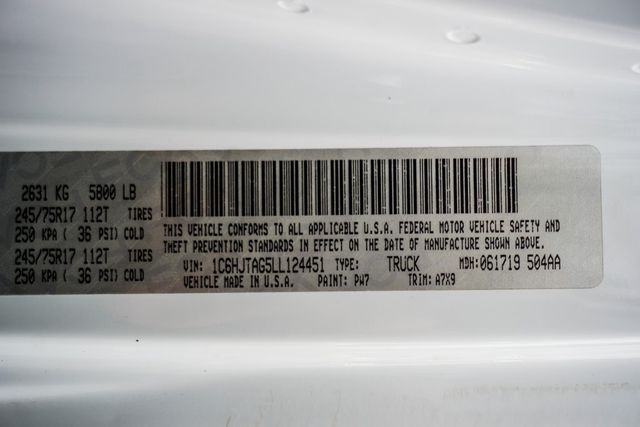 2631 KG 5800 LB
245/75R17 112T TIRES
250 KPA ( 36 PSI) COLD
245/75R17 112T TIRES
250 KPA ( 36 PSI) COLD
THIS VEHICLE CONFORMS TO ALL APPLICABLE U.S.A. FEDERAL MOTOR VEHICLE SAFETY AND
THEFT PREVENTION STANDARDS IN EFFECT ON THE DATE OF MANUFACTURE SHOWN ABOVE.
VIN: 1C6HJTAG5LL124451 TYPE: TRUCK MDH: 061719 504AA
VEHICLE MADE IN U.S.A. PAINT: PW7 TRIM: A7X9